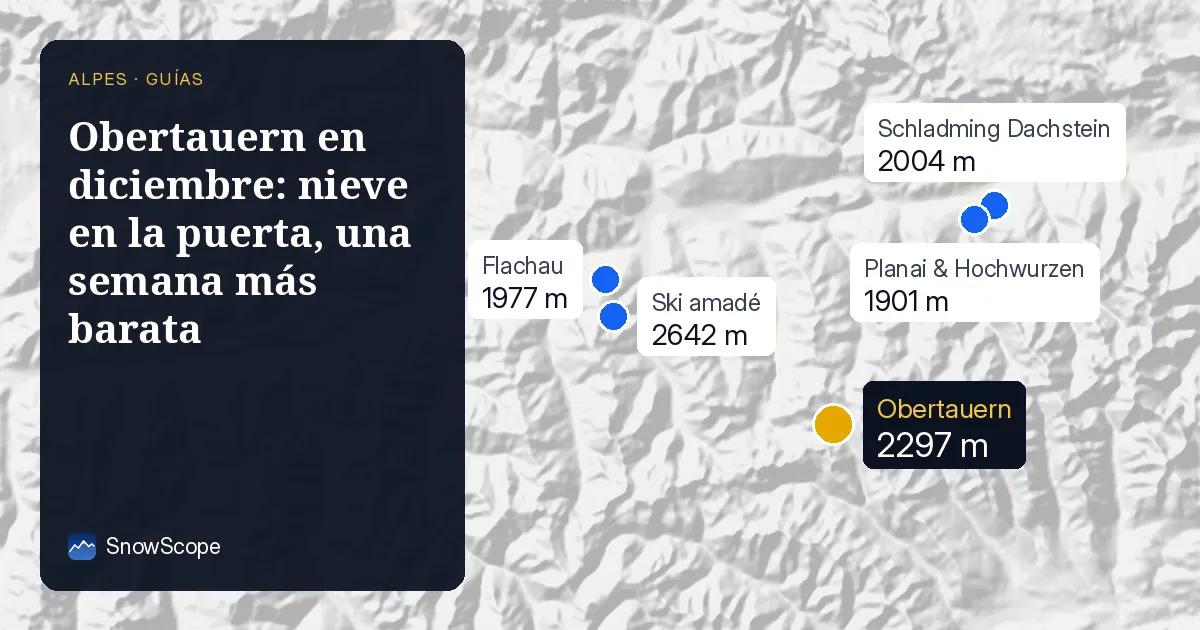 ALPES · GUÍAS
Obertauern en
diciembre: nieve
en la puerta, una
semana más
barata
SnowScope
Schladming Dachstein
2004 m
Flachau
1977 m
Planai & Hochwurzen
1901 m
Ski amadé
2642 m
Obertauern
2297 m